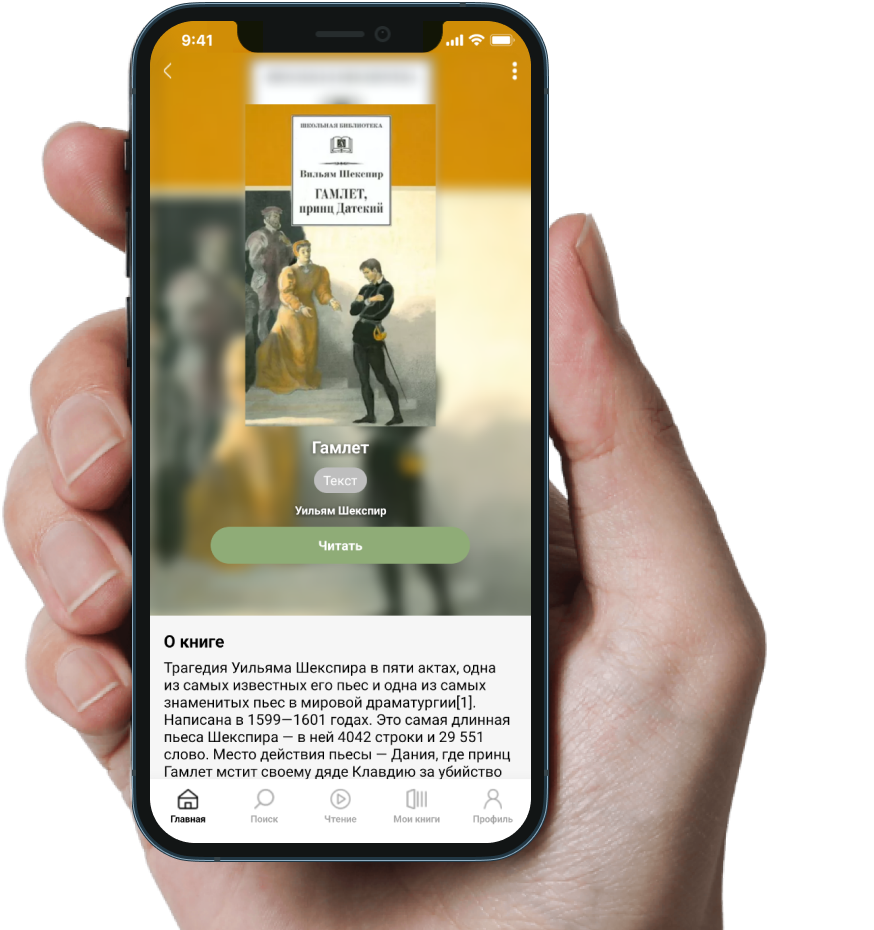 9:41
ШКОЛЬНАЯ БИБЛИОТЕКА
Вильям Шекспир
ГАМЛЕТ,
принц Датский
Гамлет
Текст
Уильям Шекспир
Читать
О книге
Трагедия Уильяма Шекспира в пяти актах, одна
из самых известных его пьес и одна из самых
знаменитых пьес в мировой драматургии[1].
Написана в 1599—1601 годах. Это самая длинная
пьеса Шекспира — в ней 4042 строки и 29 551
слово. Место действия пьесы — Дания, где принц
Гамлет мстит своему дяде Клавдию за убийство
Главная Поиск Чтение Мои книги Профиль